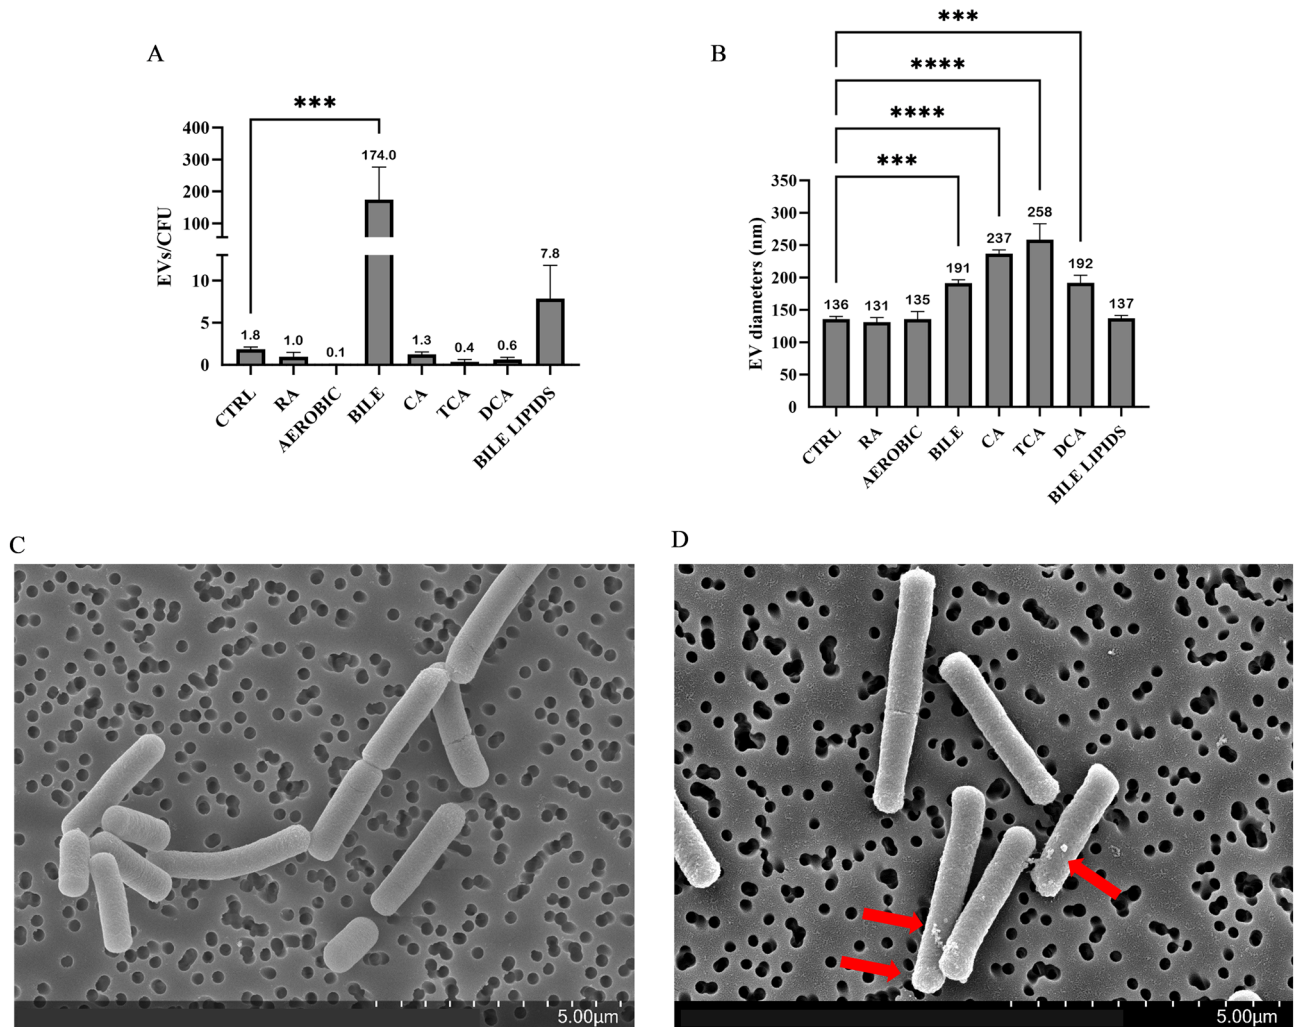 A
***
EVs/CFU
400
300
200
100
10
5
0
1.8
1.0
0.1
174.0
1.3
0.4
0.6
7.8
CTRL
RA
AEROBIC
BILE
CA
TCA
DCA
BILE LIPIDS
B
***
****
****
***
EV diameters (nm)
350
300
250
200
150
100
50
0
136
131
135
191
237
258
192
137
CTRL
RA
AEROBIC
BILE
CA
TCA
DCA
BILE LIPIDS
C
5.00μm
D
5.00μm